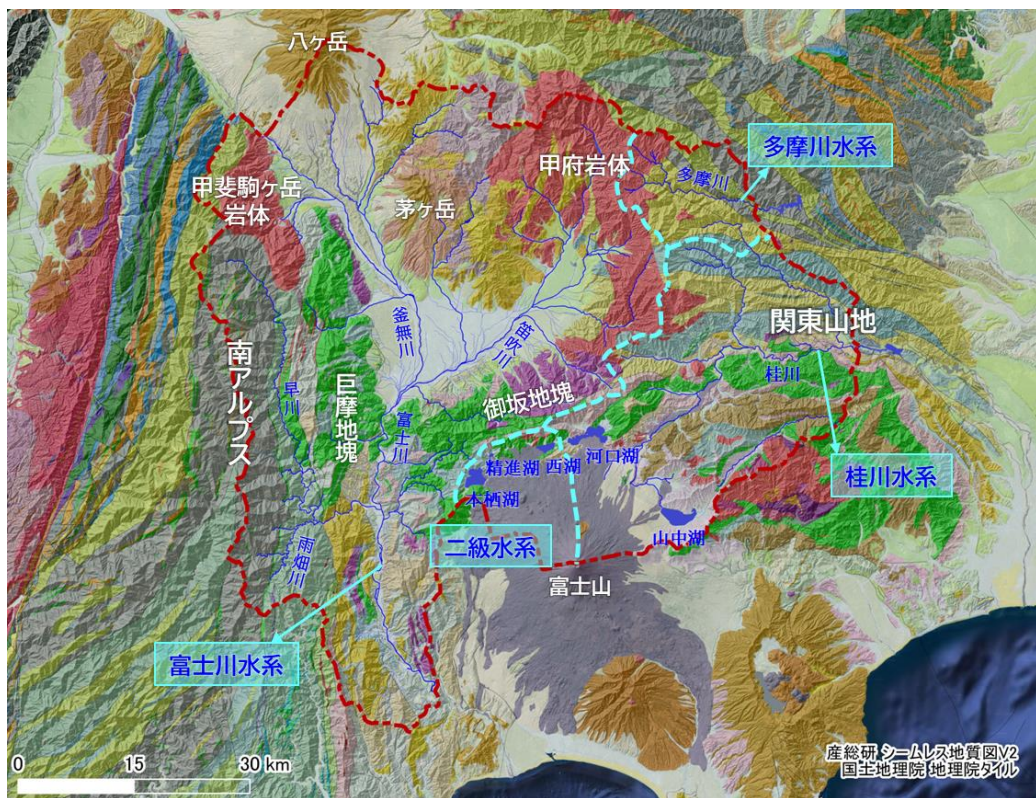 八ヶ岳
多摩川水系
甲府岩体
多摩川
甲斐駒ヶ岳
岩体
茅ヶ岳
関東山地
釜無川
笛吹川
桂川
南アルプス
早川
巨摩地塊
御坂地塊
富士川
精進湖
西湖
河口湖
本栖湖
桂川水系
山中湖
二級水系
雨畑川
富士山
富士川水系
産総研 シームレス地質図V2
国土地理院 地理院タイル
0 15 30 km